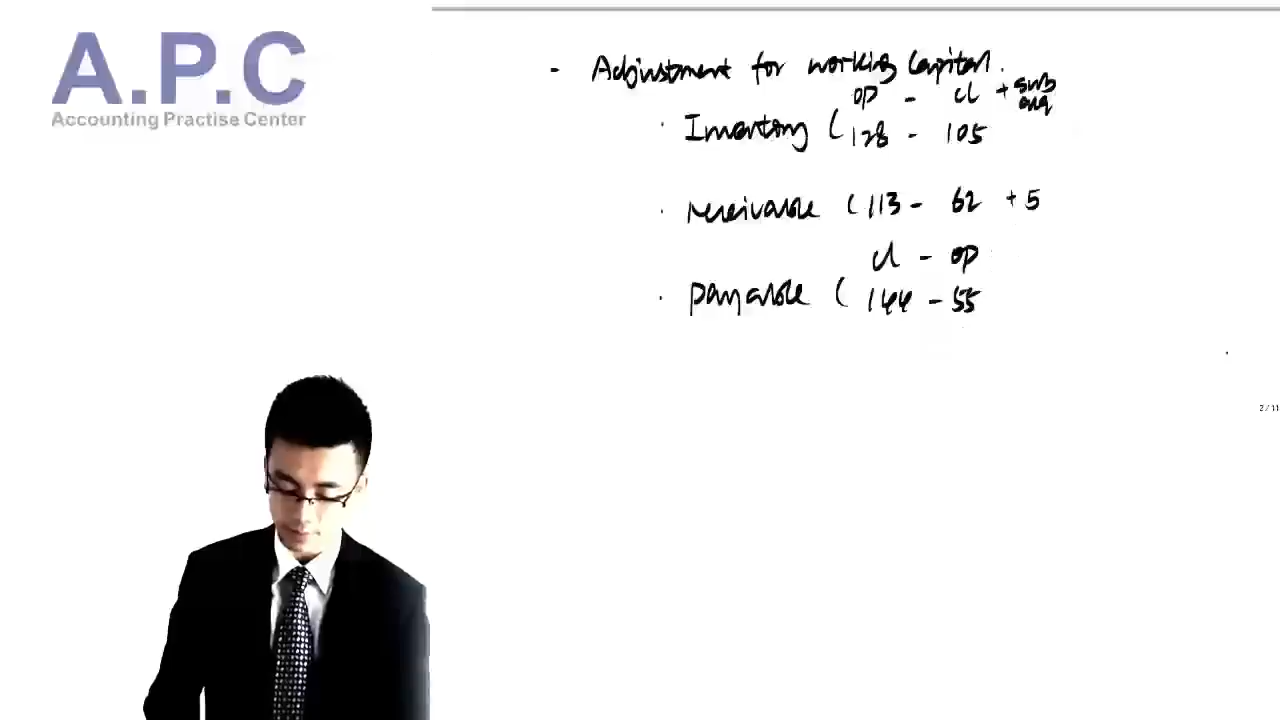 A.P.C
Accounting Practise Center
- Adjustment for working capital.
op - cl + sub acq
· Inventory ( 128 - 105
· receivable ( 113 - 62 + 5
cl - op
· payable ( 144 - 55
2/11